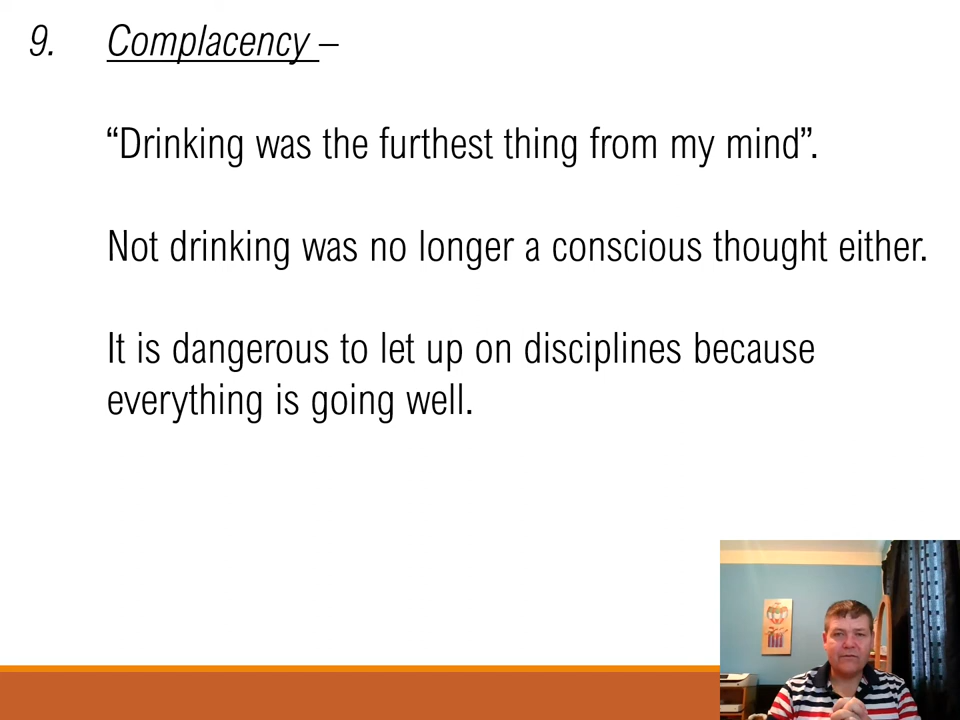 9. Complacency –
“Drinking was the furthest thing from my mind”.
Not drinking was no longer a conscious thought either.
It is dangerous to let up on disciplines because
everything is going well.